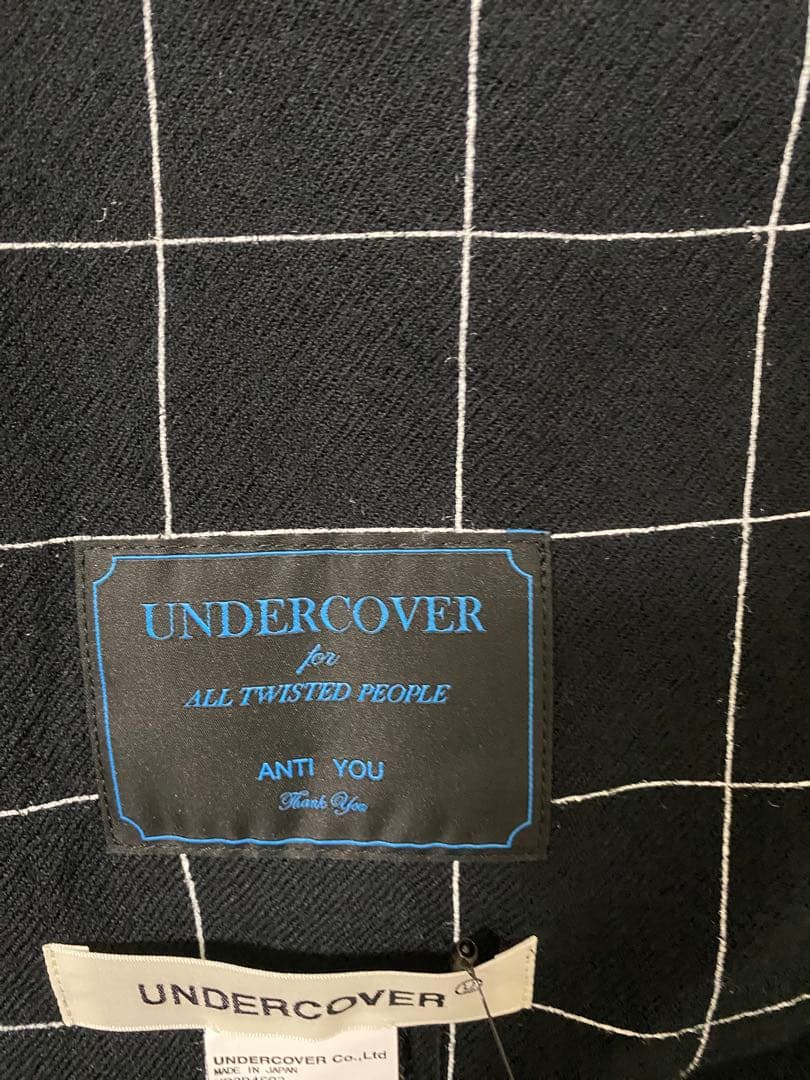 UNDERCOVER
for
ALL TWISTED PEOPLE
ANTI YOU
Thank You
UNDERCOVER
UNDERCOVER Co.,Ltd
MADE IN JAPAN